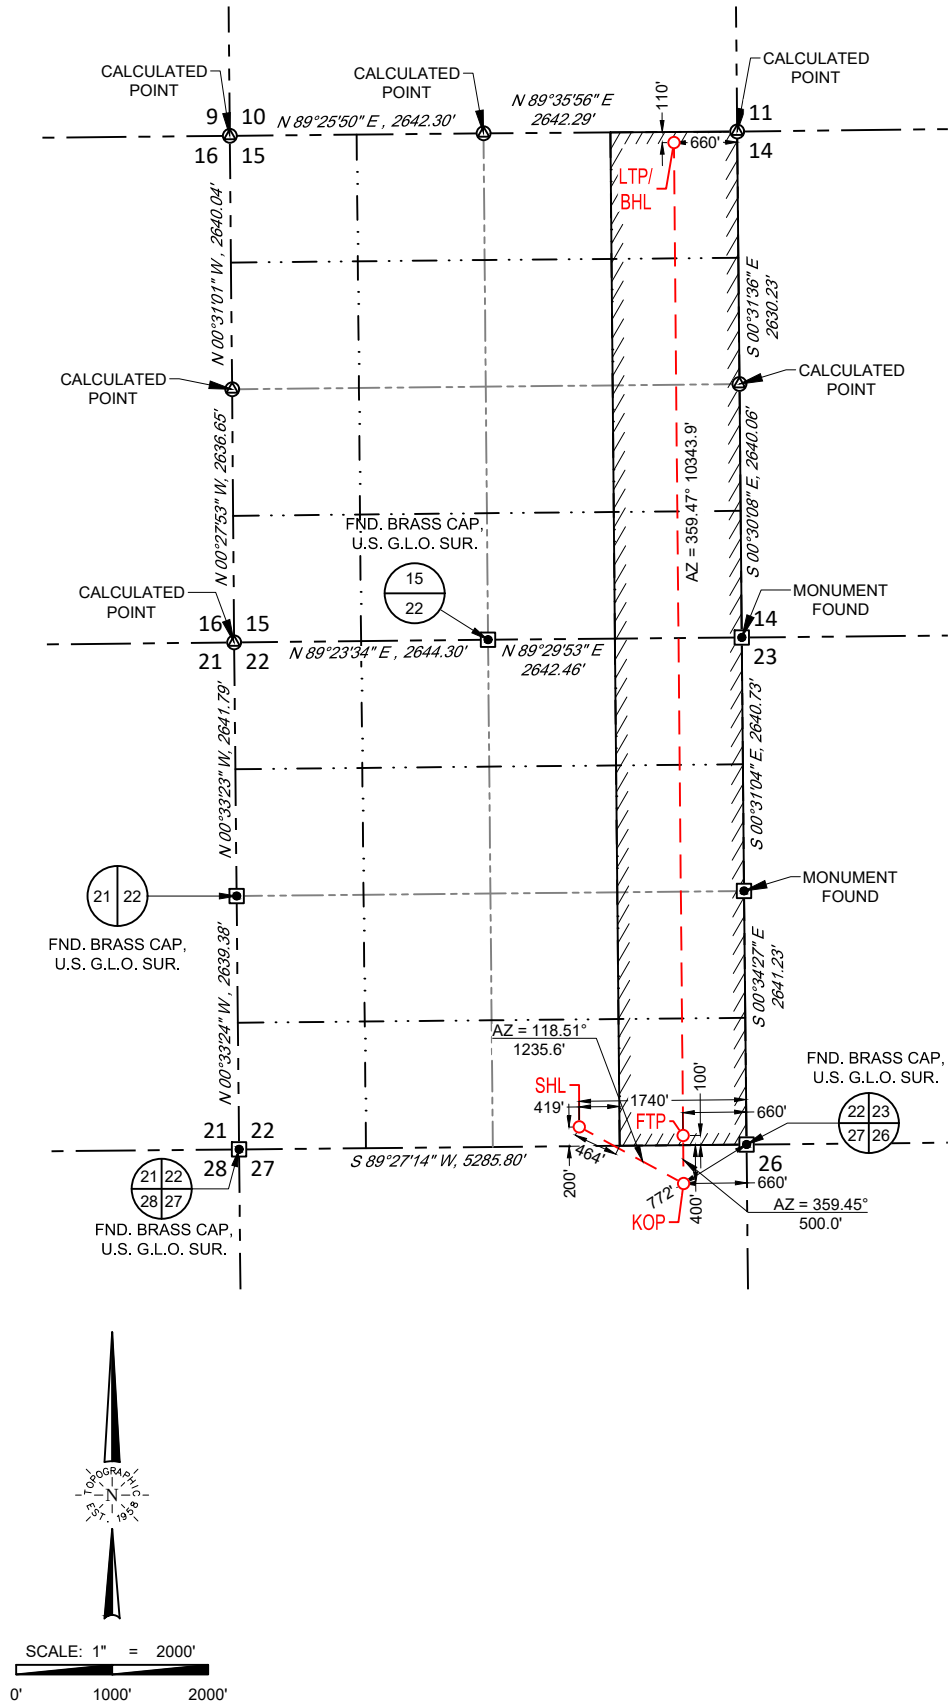 CALCULATED
POINT
CALCULATED
POINT
CALCULATED
POINT
9 10
16 15
N 89°25'50" E , 2642.30'
N 89°35'56" E
2642.29'
110'
660'
11
14
LTP/
BHL
N 00°31'01" W , 2640.04'
S 00°31'36" E
2630.23'
CALCULATED
POINT
CALCULATED
POINT
N 00°27'53" W, 2636.65'
AZ = 359.47° 10343.9'
S 00°30'08" E, 2640.06'
FND. BRASS CAP,
U.S. G.L.O. SUR.
15
22
CALCULATED
POINT
MONUMENT
FOUND
16 15
21 22
14
23
N 89°23'34" E , 2644.30'
N 89°29'53" E
2642.46'
N 00°33'23" W, 2641.79'
S 00°31'04" E, 2640.73'
21 22
FND. BRASS CAP,
U.S. G.L.O. SUR.
MONUMENT
FOUND
N 00°33'24" W , 2639.38'
S 00°34'27" E
2641.23'
AZ = 118.51°
1235.6'
FND. BRASS CAP,
U.S. G.L.O. SUR.
22 23
27 26
SHL
1740'
419'
100'
660'
FTP
21 22
28 27
S 89°27'14" W, 5285.80'
464'
200'
26
660'
772'
400'
KOP
AZ = 359.45°
500.0'
21 22
28 27
FND. BRASS CAP,
U.S. G.L.O. SUR.
TOPOGRAPHIC
N
EST. 1958
SCALE: 1" = 2000'
0' 1000' 2000'